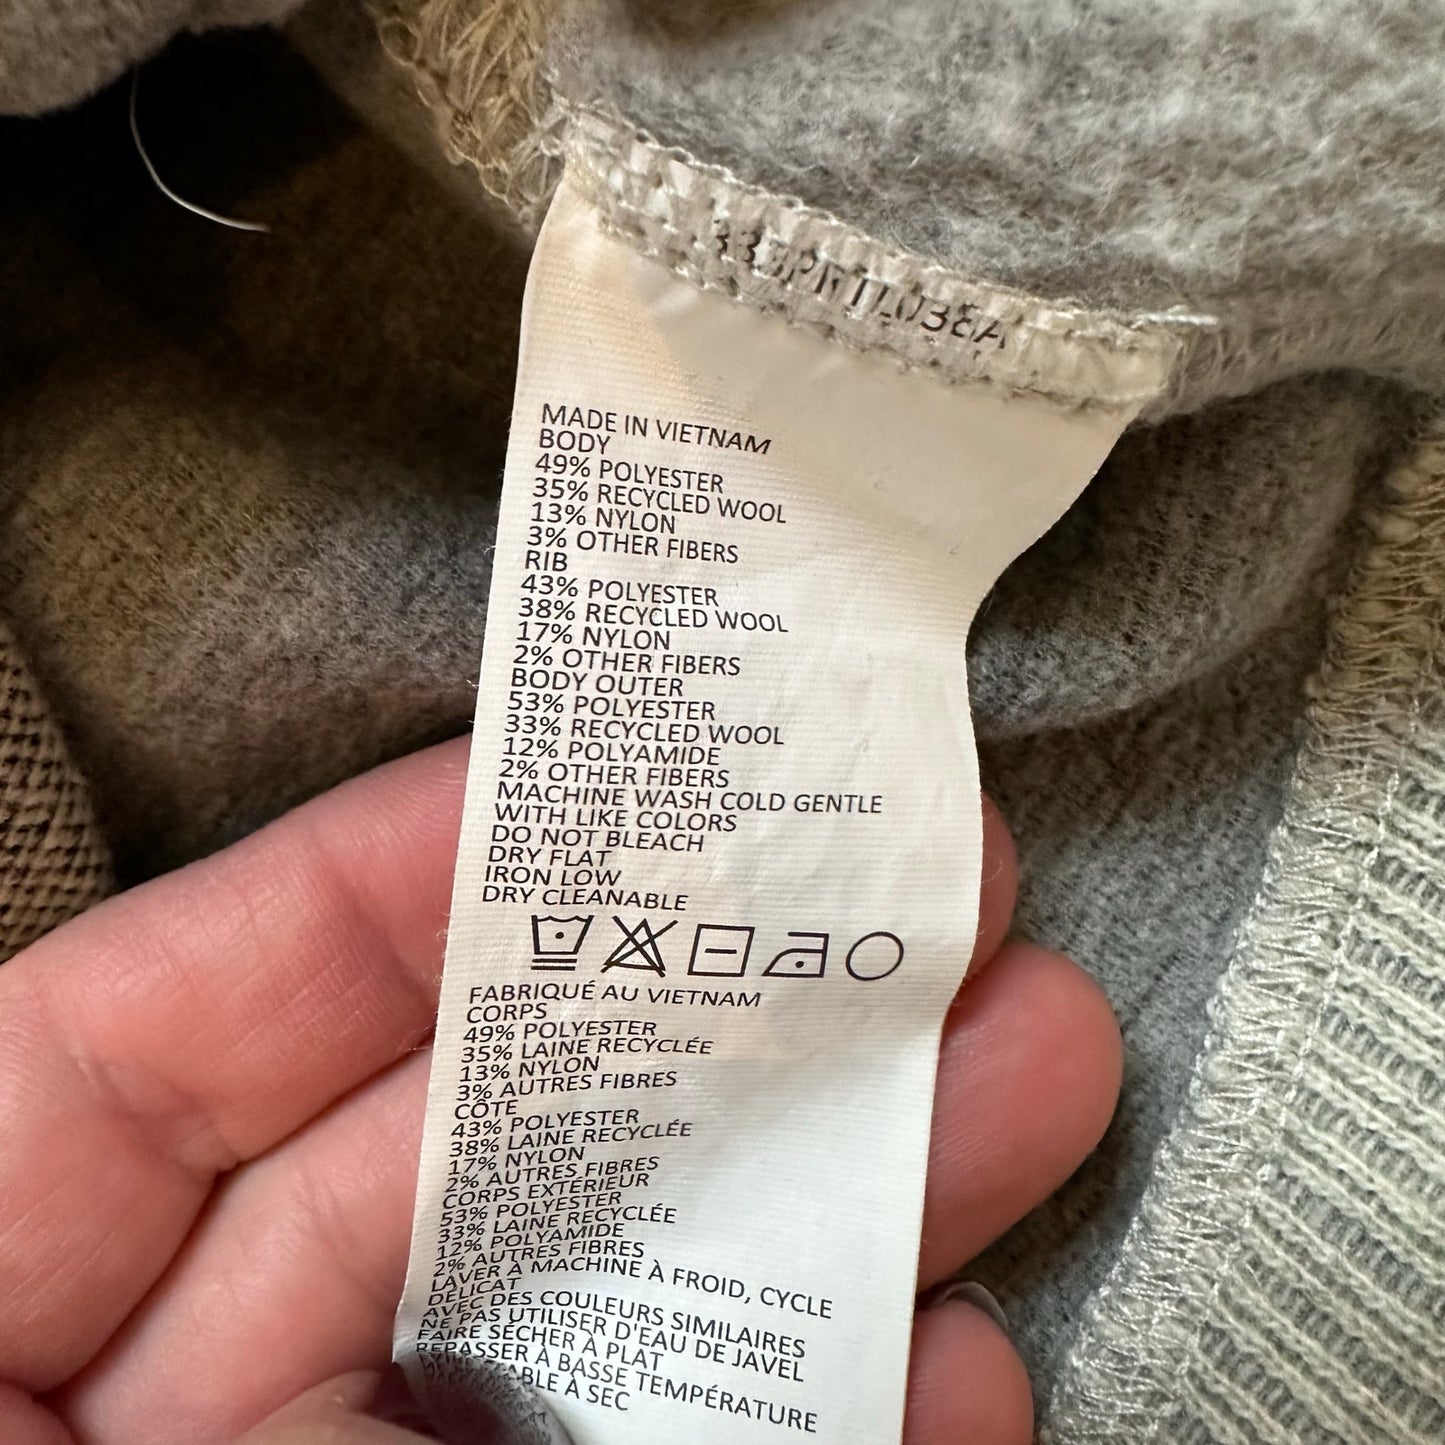 MADE IN VIETNAM
BODY
49% POLYESTER
35% RECYCLED WOOL
13% NYLON
3% OTHER FIBERS
RIB
43% POLYESTER
38% RECYCLED WOOL
17% NYLON
2% OTHER FIBERS
BODY OUTER
53% POLYESTER
33% RECYCLED WOOL
12% POLYAMIDE
2% OTHER FIBERS
MACHINE WASH COLD GENTLE
WITH LIKE COLORS
DO NOT BLEACH
DRY FLAT
IRON LOW
DRY CLEANABLE
FABRIQUÉ AU VIETNAM
CORPS
49% POLYESTER
35% LAINE RECYCLÉE
13% NYLON
3% AUTRES FIBRES
CÔTE
43% POLYESTER
38% LAINE RECYCLÉE
17% NYLON
2% AUTRES FIBRES
CORPS EXTÉRIEUR
53% POLYESTER
33% LAINE RECYCLÉE
12% POLYAMIDE
2% AUTRES FIBRES
LAVER À MACHINE À FROID, CYCLE
DÉLICAT
AVEC DES COULEURS SIMILAIRES
NE PAS UTILISER D'EAU DE JAVEL
FAIRE SÉCHER À PLAT
REPASSER À BASSE TEMPÉRATURE
À SEC